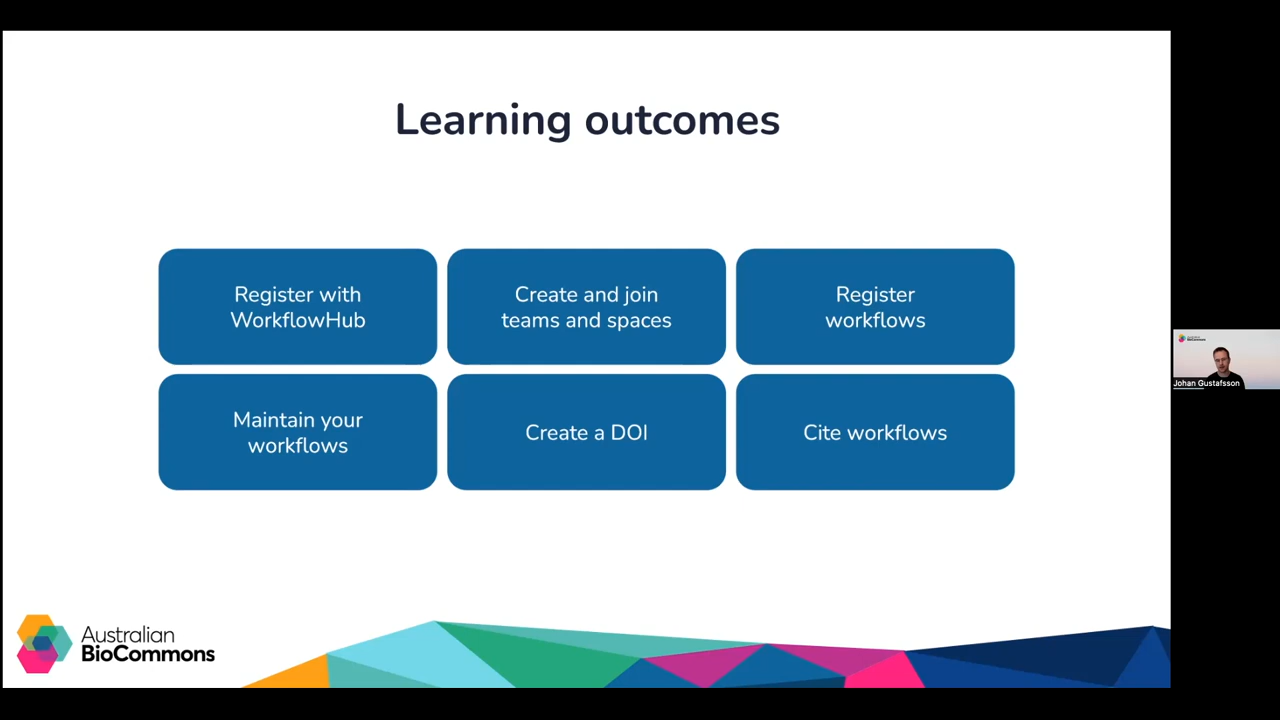 Learning outcomes
Register with
WorkflowHub
Create and join
teams and spaces
Register
workflows
Maintain your
workflows
Create a DOI
Cite workflows
Johan Gustafsson
Australian
BioCommons